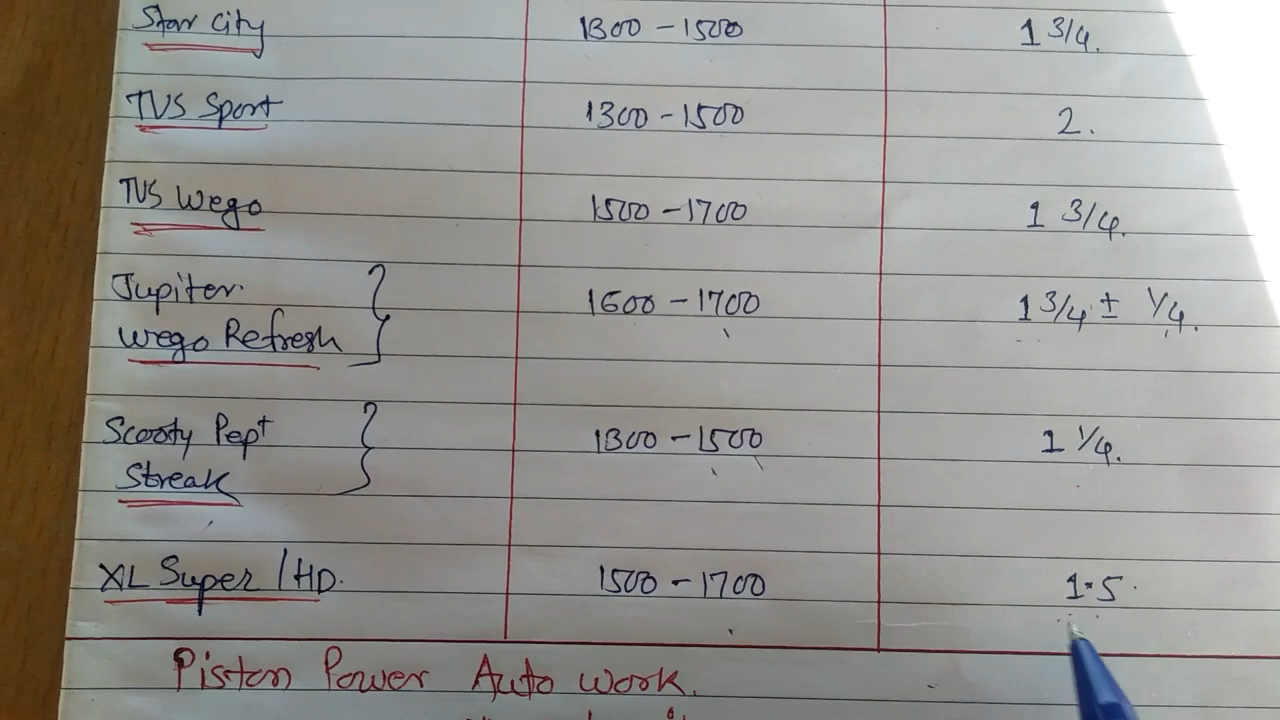 Star City 1300 - 1500 1 3/4.
TVS Sport 1300 - 1500 2.
TVS Wego 1500 - 1700 1 3/4.
Jupiter. 1600 - 1700 1 3/4 ± 1/4.
Wego Refresh
Scooty Pep+ 1300 - 1500 1 1/4.
Streak
XL Super / HD. 1500 - 1700 1.5.
Piston Power Auto Work.